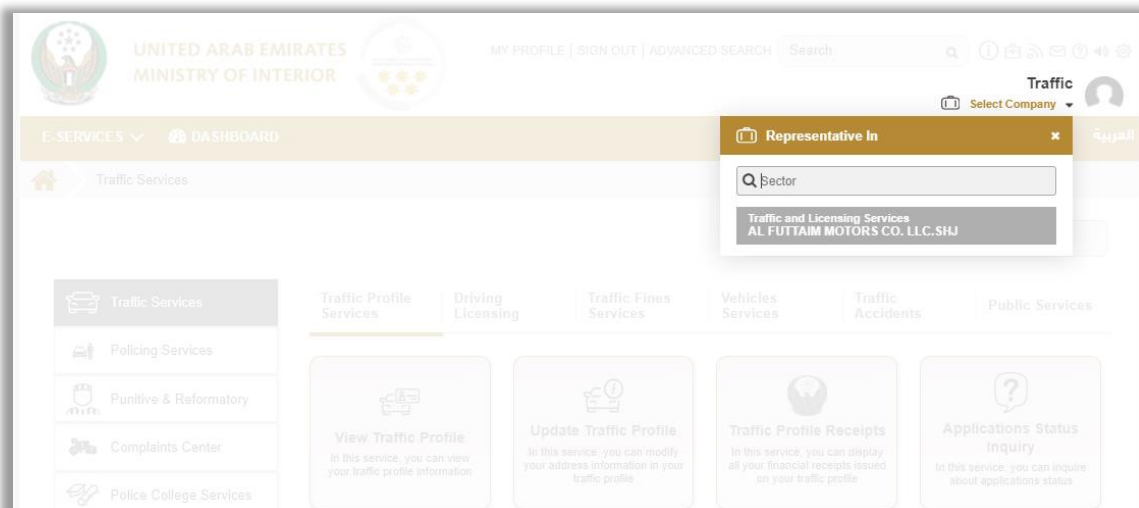 UNITED ARAB EMIRATES
MINISTRY OF INTERIOR
MY PROFILE | SIGN OUT | ADVANCED SEARCH
Search
Traffic
Select Company
E-SERVICES
DASHBOARD
العربية
Representative In
Sector
Traffic and Licensing Services
AL FUTTAIM MOTORS CO. LLC.SHJ
Traffic Services
Traffic Services
Policing Services
Punitive & Reformatory
Complaints Center
Police College Services
Traffic Profile
Services
Driving
Licensing
Traffic Fines
Services
Vehicles
Services
Traffic
Accidents
Public Services
View Traffic Profile
In this service, you can view
your traffic profile information
Update Traffic Profile
In this service, you can modify
your address information in your
traffic profile
Traffic Profile Receipts
In this service, you can display
all your financial receipts issued
on your traffic profile
Applications Status
Inquiry
In this service, you can inquire
about applications status